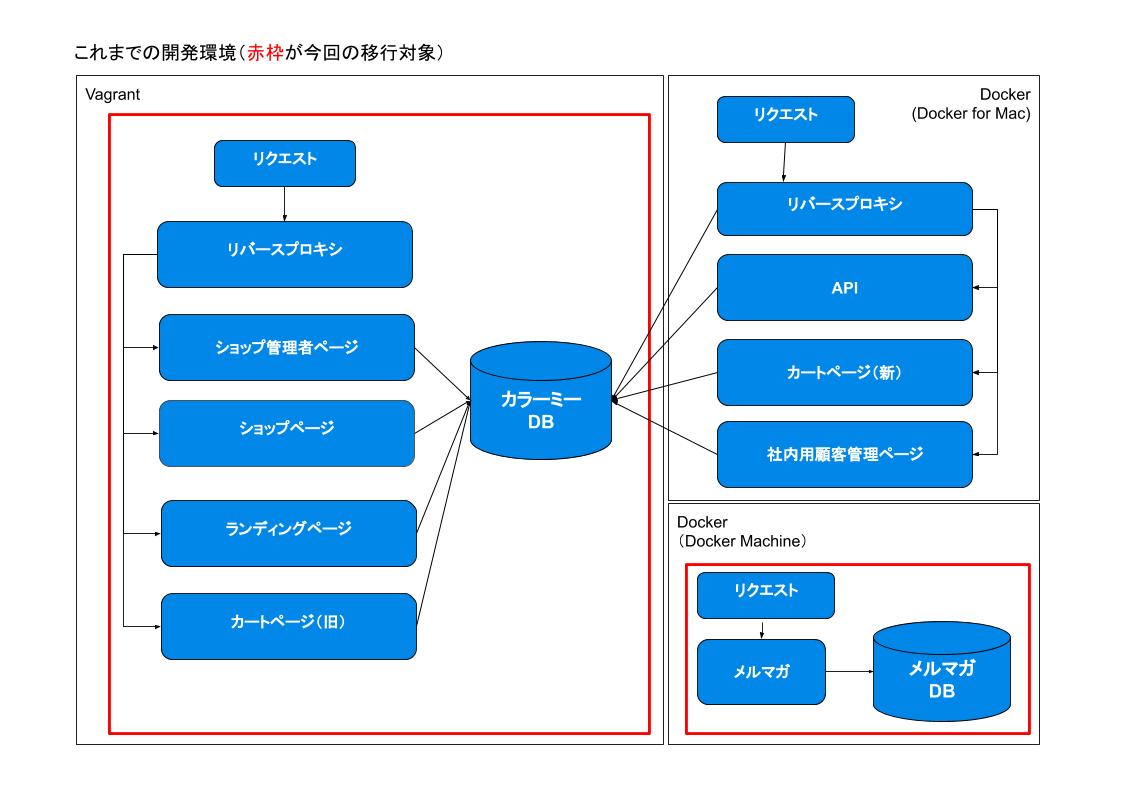 これまでの開発環境（赤枠が今回の移行対象）
Vagrant
リクエスト
リバースプロキシ
ショップ管理者ページ
ショップページ
ランディングページ
カートページ（旧）
カラーミー
DB
Docker
(Docker for Mac)
リクエスト
リバースプロキシ
API
カートページ（新）
社内用顧客管理ページ
Docker
（Docker Machine）
リクエスト
メルマガ
メルマガ
DB